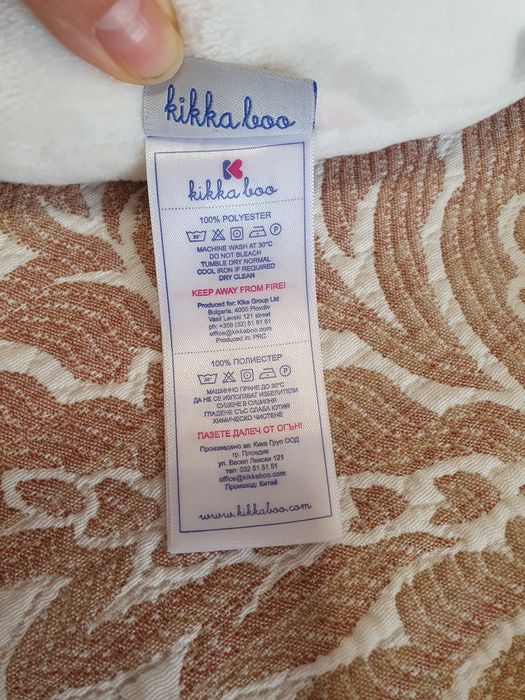 kikka boo
kikka boo
100% POLYESTER
30° P
MACHINE WASH AT 30°C
DO NOT BLEACH
TUMBLE DRY NORMAL
COOL IRON IF REQUIRED
DRY CLEAN
KEEP AWAY FROM FIRE!
Produced for: Kika Group Ltd
Bulgaria, 4000 Plovdiv
Vasil Levski 121 street
ph: +359 (32) 51 51 51
office@kikkaboo.com
Produced in: PRC
100% ПОЛИЕСТЕР
30° P
МАШИННО ПРАНЕ ДО 30°C
ДА НЕ СЕ ИЗПОЛЗВАТ ИЗБЕЛИТЕЛИ
СУШЕНЕ В СУШИЛНЯ
ГЛАДЕНЕ СЪС СЛАБА ЮТИЯ
ХИМИЧЕСКО ЧИСТЕНЕ
ПАЗЕТЕ ДАЛЕЧ ОТ ОГЪН!
Произведено за: Кика Груп ООД
гр. Пловдив
ул. Васил Левски 121
тел: 032 51 51 51
office@kikkaboo.com
Произход: Китай
www.kikkaboo.com